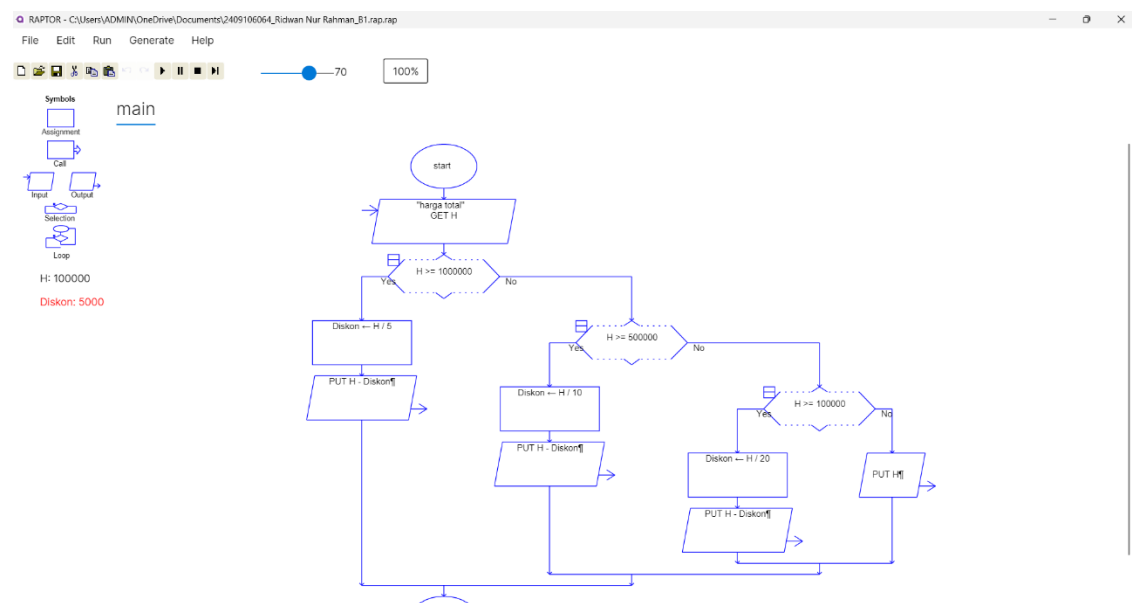 RAPTOR - C:\Users\ADMIN\OneDrive\Documents\2409106064_Ridwan Nur Rahman_B1.rap.rap
File Edit Run Generate Help
70
100%
Symbols
Assignment
Call
Input Output
Selection
Loop
H: 100000
Diskon: 5000
main
start
"harga total"
GET H
H >= 1000000
Yes
No
Diskon ← H / 5
PUT H - Diskon¶
H >= 500000
Yes
No
Diskon ← H / 10
PUT H - Diskon¶
H >= 100000
Yes
No
Diskon ← H / 20
PUT H - Diskon¶
PUT H¶